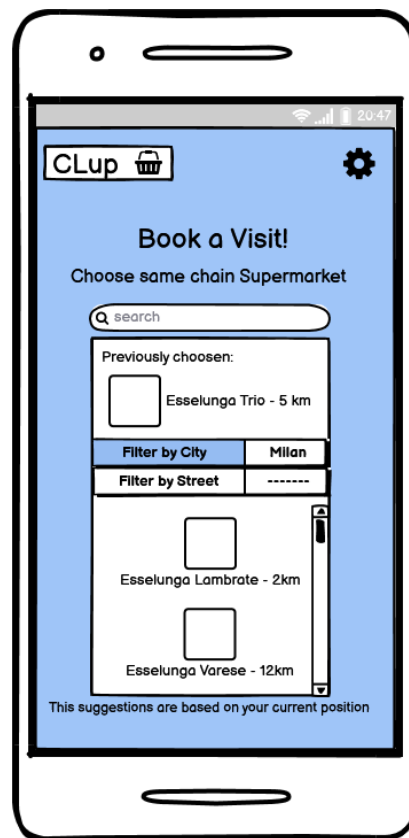 20:47
CLup
Book a Visit!
Choose same chain Supermarket
search
Previously choosen:
Esselunga Trio - 5 km
Filter by City Milan
Filter by Street -------
Esselunga Lambrate - 2km
Esselunga Varese - 12km
This suggestions are based on your current position